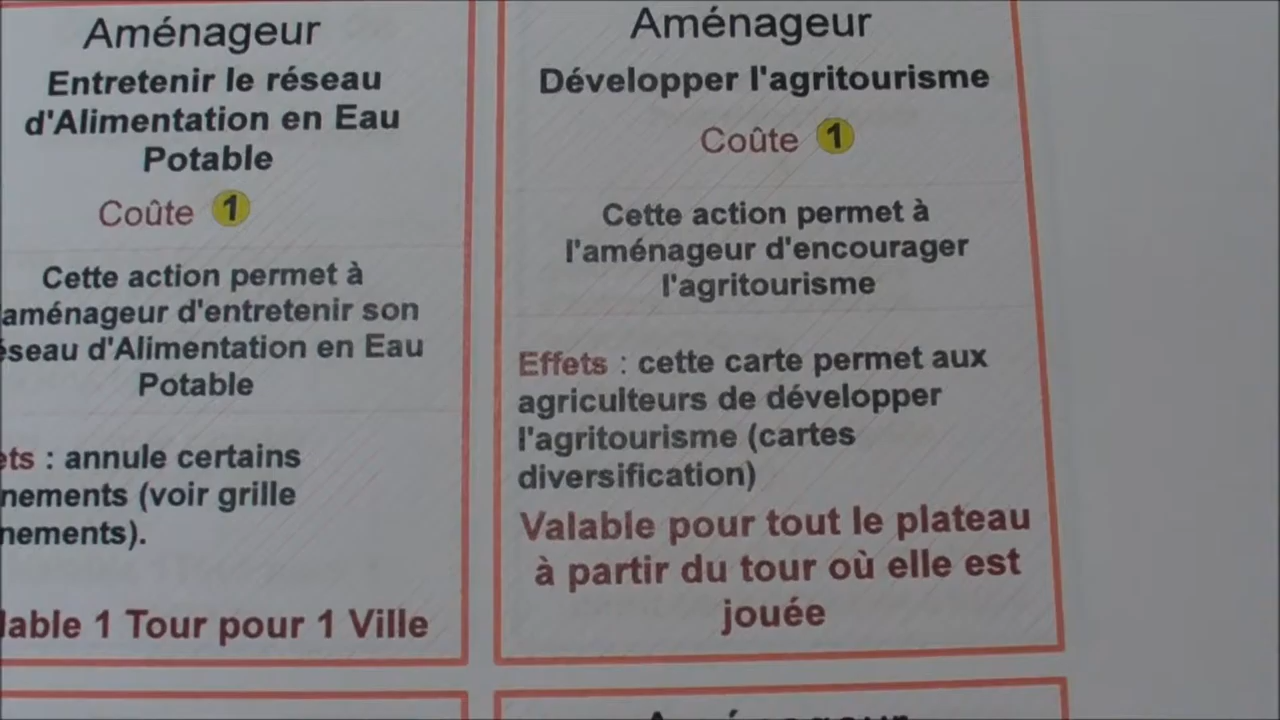 Aménageur
Entretenir le réseau
d'Alimentation en Eau
Potable
Coûte 1
Cette action permet à
aménageur d'entretenir son
éseau d'Alimentation en Eau
Potable
ets : annule certains
nements (voir grille
nements).
lable 1 Tour pour 1 Ville
Aménageur
Développer l'agritourisme
Coûte 1
Cette action permet à
l'aménageur d'encourager
l'agritourisme
Effets : cette carte permet aux
agriculteurs de développer
l'agritourisme (cartes
diversification)
Valable pour tout le plateau
à partir du tour où elle est
jouée